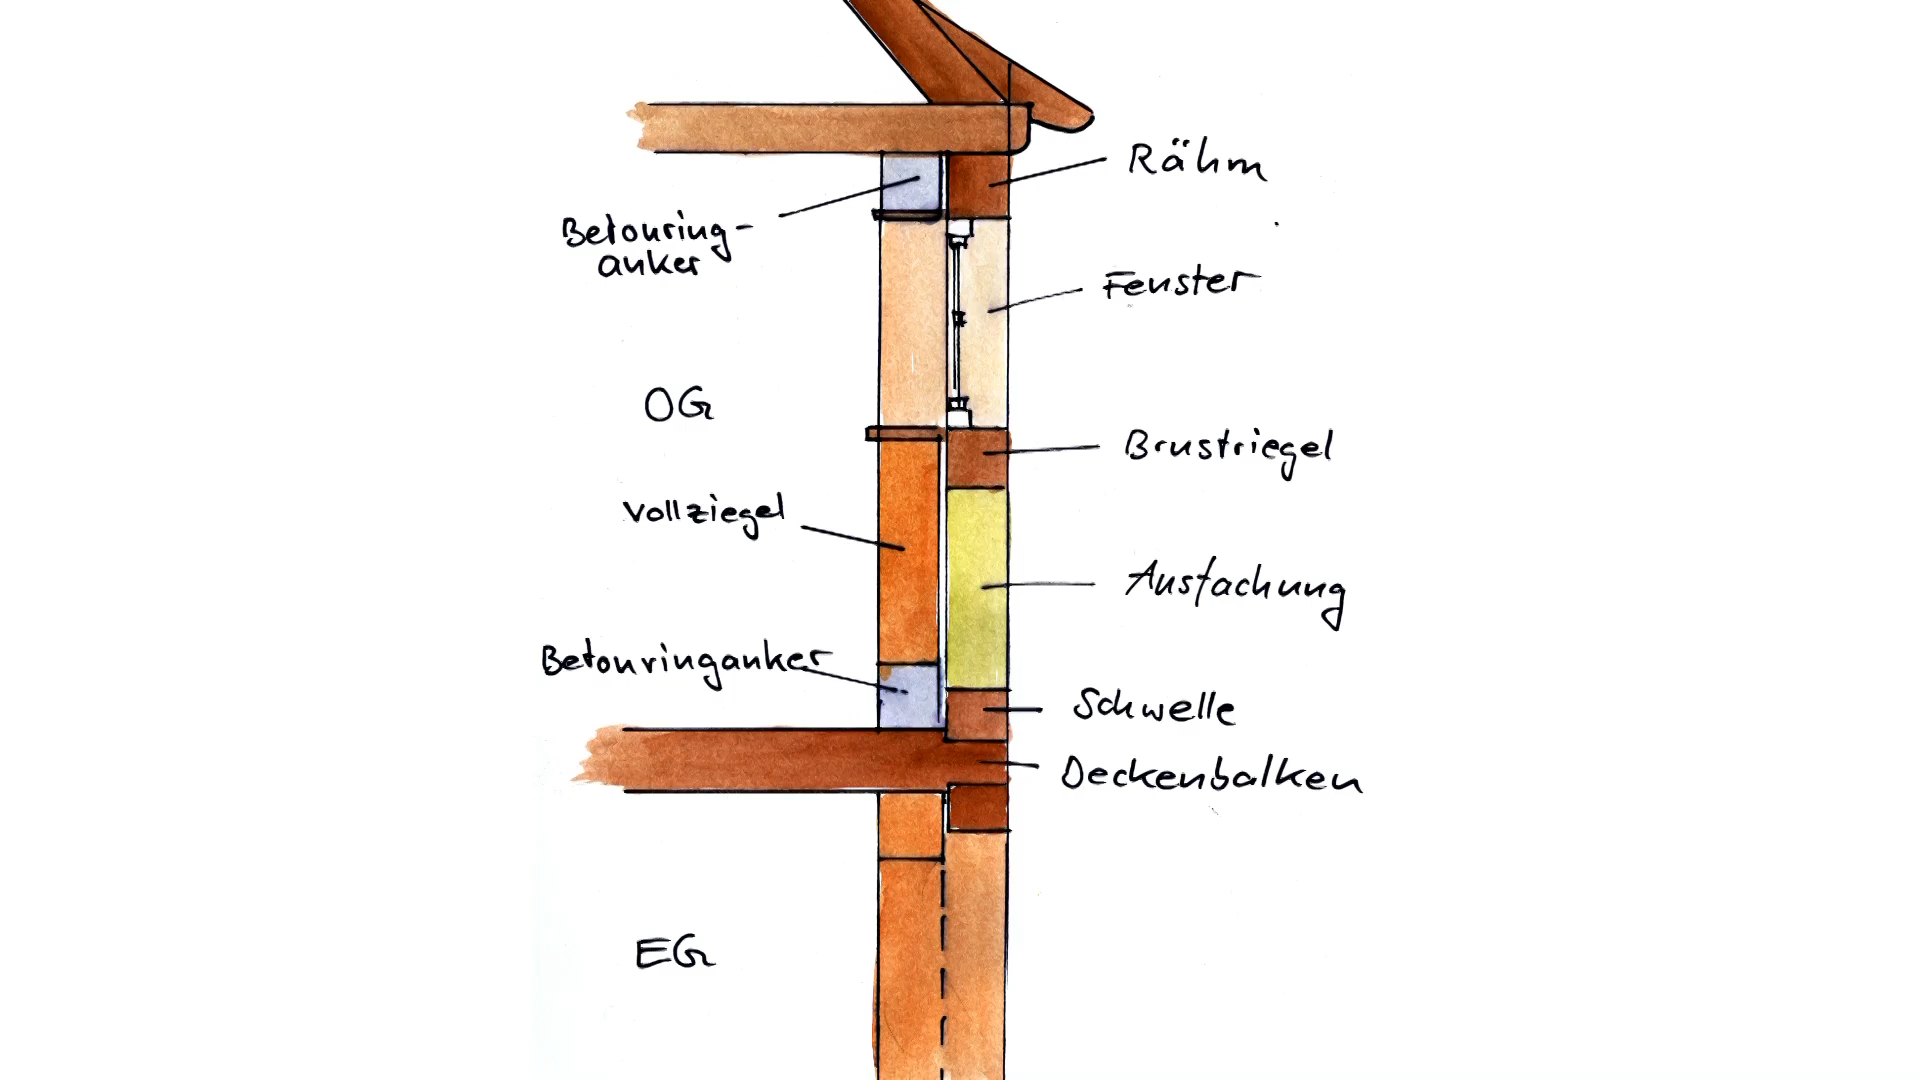 Rähm
Betonring-
anker
Fenster
OG
Brustriegel
Vollziegel
Ausfachung
Betonringanker
Schwelle
Deckenbalken
EG